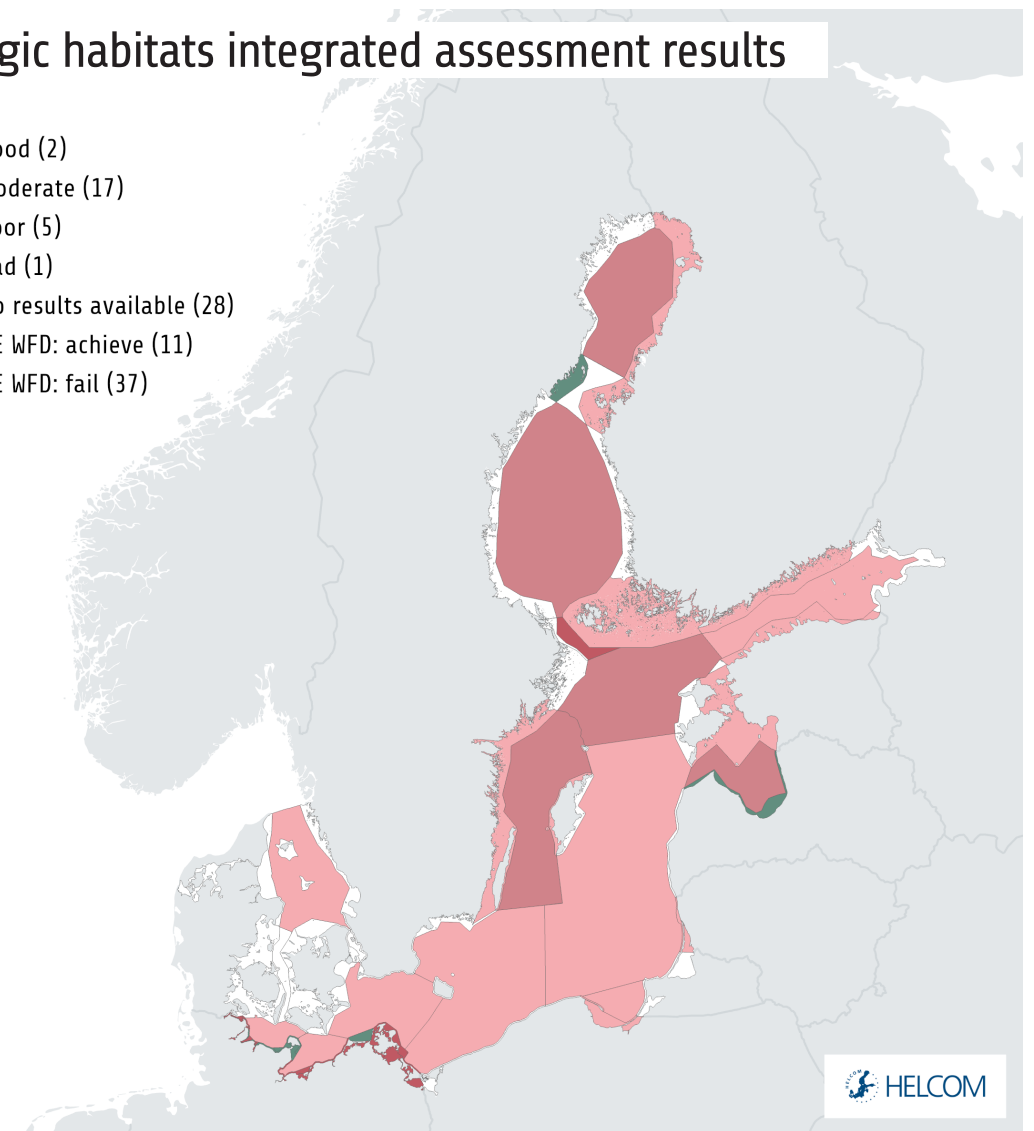 gic habitats integrated assessment results
ood (2)
oderate (17)
oor (5)
ad (1)
o results available (28)
E WFD: achieve (11)
E WFD: fail (37)
HELCOM